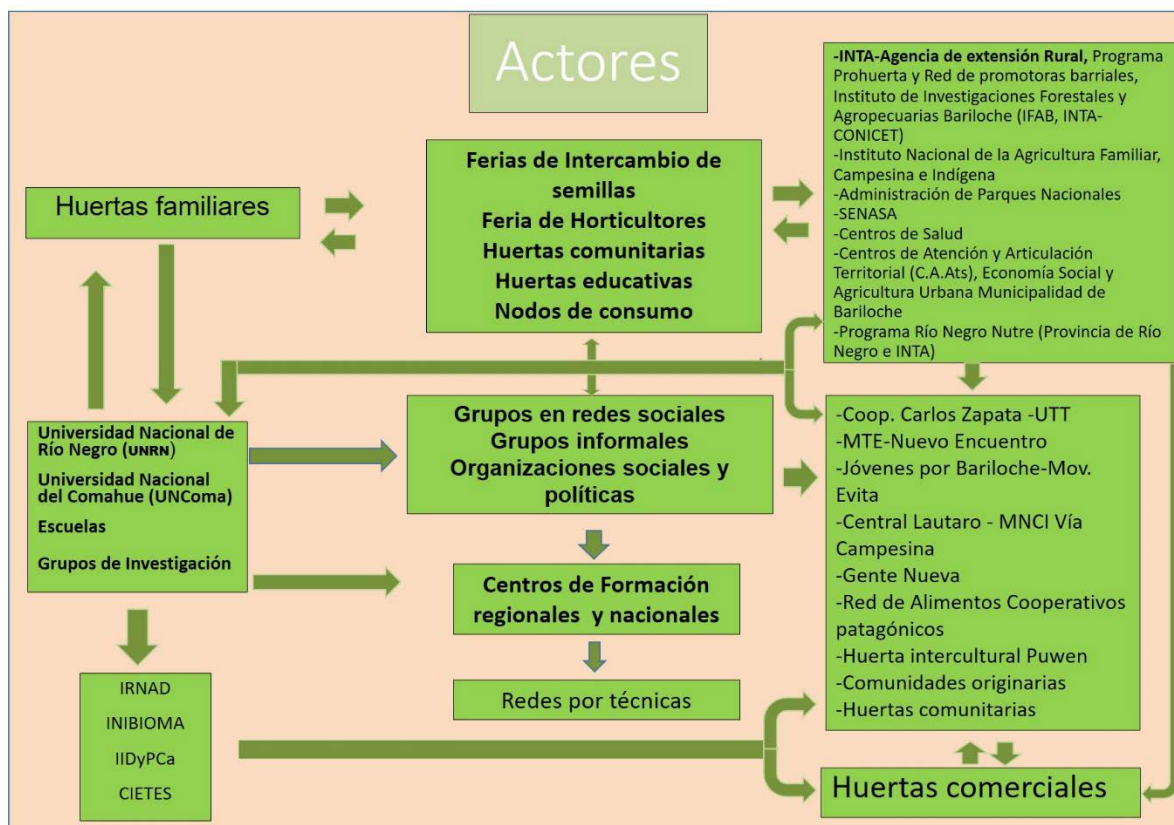 Actores
-INTA-Agencia de extensión Rural, Programa
Prohuerta y Red de promotoras barriales,
Instituto de Investigaciones Forestales y
Agropecuarias Bariloche (IFAB, INTA-
CONICET)
-Instituto Nacional de la Agricultura Familiar,
Campesina e Indígena
-Administración de Parques Nacionales
-SENASA
-Centros de Salud
-Centros de Atención y Articulación
Territorial (C.A.Ats), Economía Social y
Agricultura Urbana Municipalidad de
Bariloche
-Programa Río Negro Nutre (Provincia de Río
Negro e INTA)
Ferias de Intercambio de
semillas
Feria de Horticultores
Huertas comunitarias
Huertas educativas
Nodos de consumo
Huertas familiares
Universidad Nacional de
Río Negro (UNRN)
Universidad Nacional
del Comahue (UNComa)
Escuelas
Grupos de Investigación
Grupos en redes sociales
Grupos informales
Organizaciones sociales y
políticas
-Coop. Carlos Zapata -UTT
-MTE-Nuevo Encuentro
-Jóvenes por Bariloche-Mov.
Evita
-Central Lautaro - MNCI Vía
Campesina
-Gente Nueva
-Red de Alimentos Cooperativos
patagónicos
-Huerta intercultural Puwen
-Comunidades originarias
-Huertas comunitarias
Centros de Formación
regionales y nacionales
Redes por técnicas
IRNAD
INIBIOMA
IIDyPCa
CIETES
Huertas comerciales